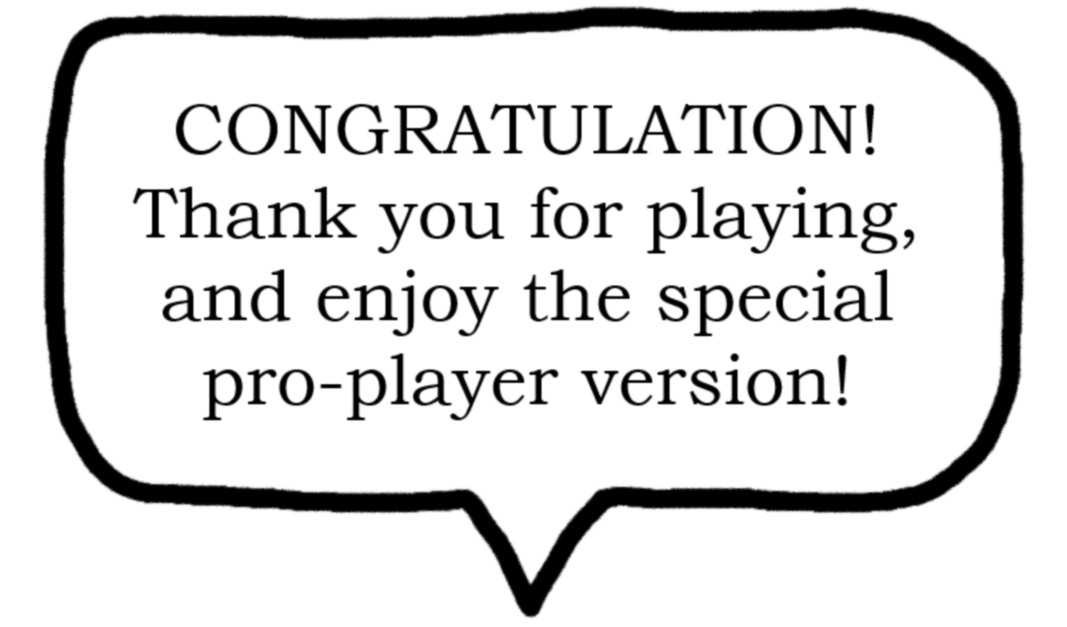 CONGRATULATION!
Thank you for playing,
and enjoy the special
pro-player version!